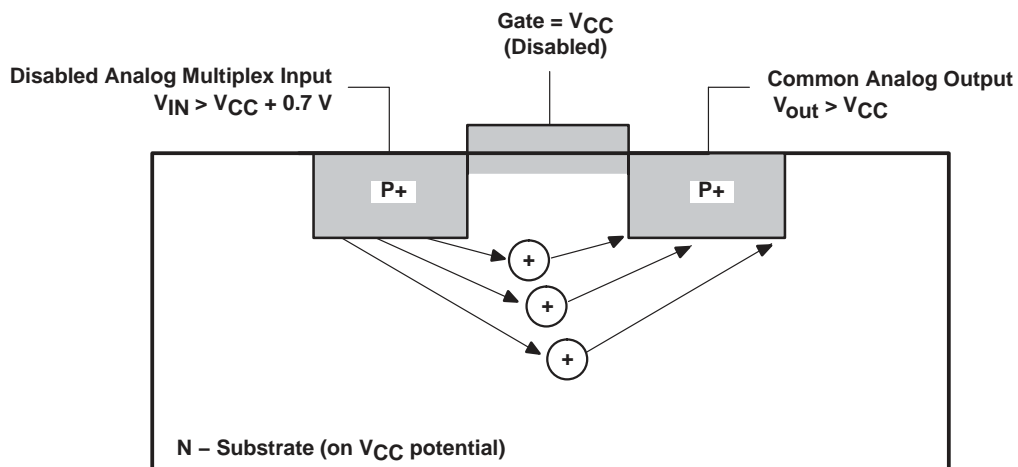 Gate = VCC
(Disabled)
Disabled Analog Multiplex Input
VIN > VCC + 0.7 V
Common Analog Output
Vout > VCC
P+
P+
+
+
+
N – Substrate (on VCC potential)